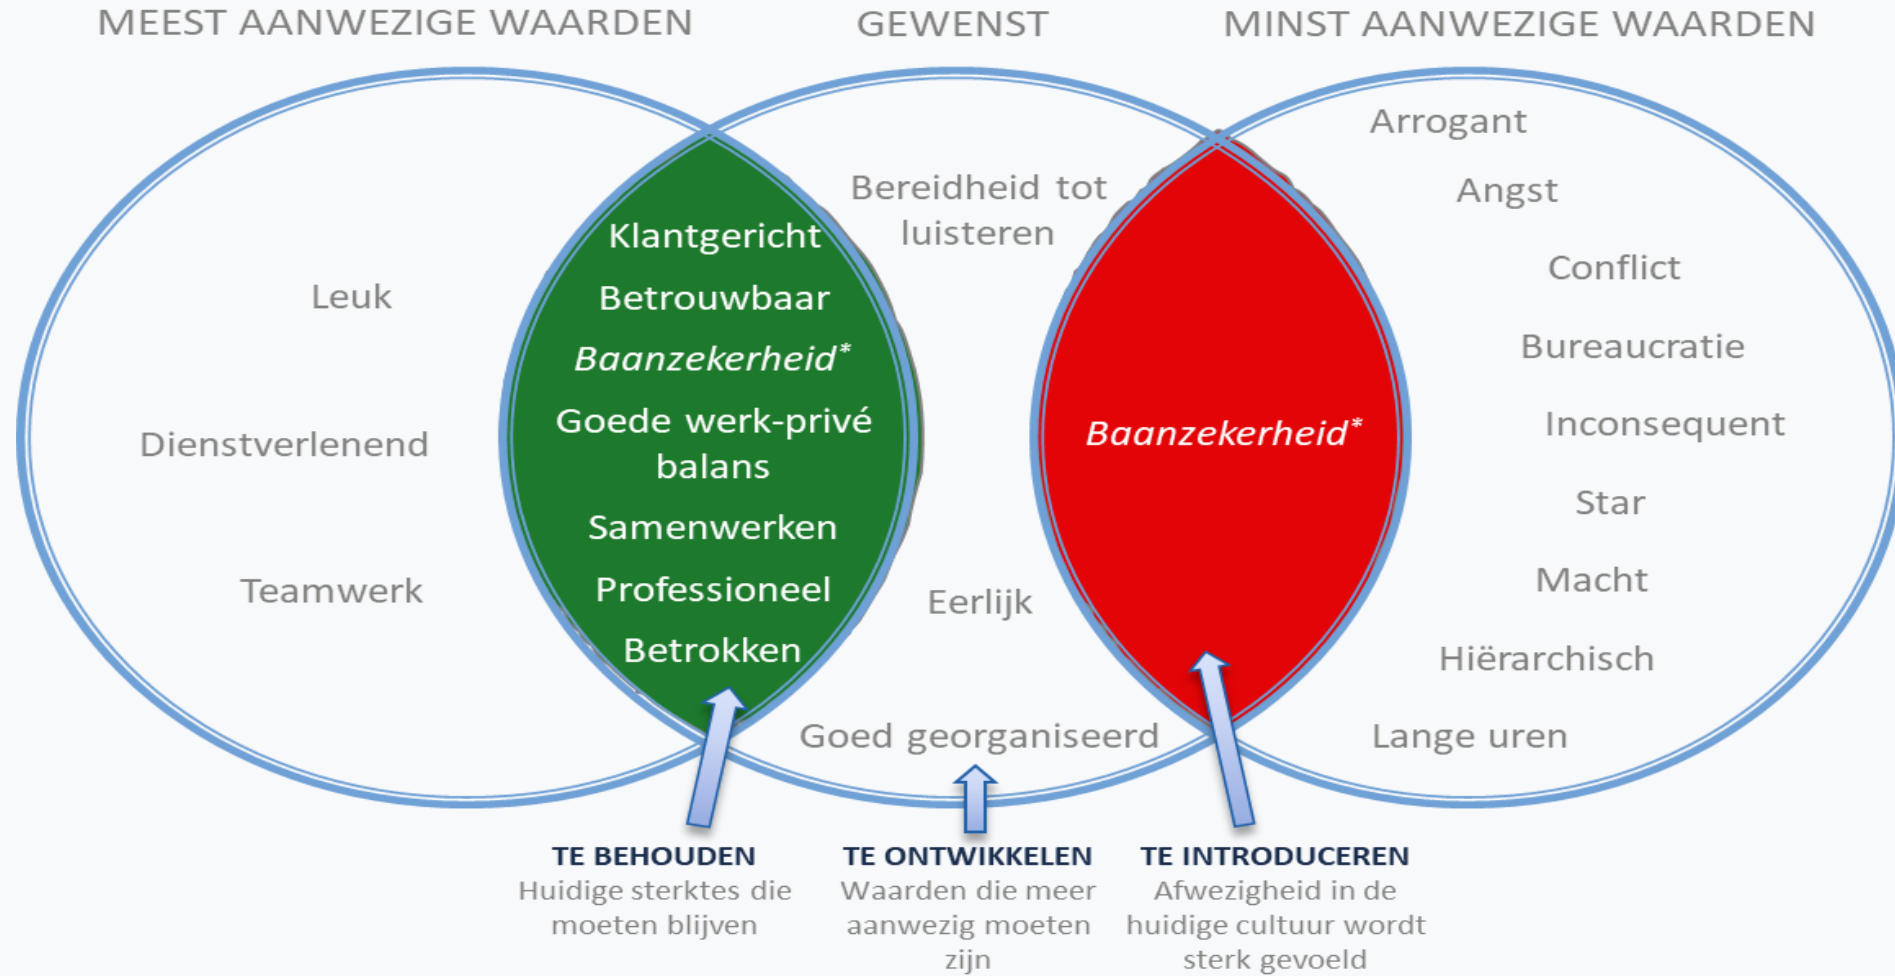 MEEST AANWEZIGE WAARDEN
GEWENST
MINST AANWEZIGE WAARDEN
Leuk
Dienstverlenend
Teamwerk
Klantgericht
Betrouwbaar
Baanzekerheid*
Goede werk-privé
balans
Samenwerken
Professioneel
Betrokken
Bereidheid tot
luisteren
Eerlijk
Goed georganiseerd
Baanzekerheid*
Arrogant
Angst
Conflict
Bureaucratie
Inconsequent
Star
Macht
Hiërarchisch
Lange uren
TE BEHOUDEN
Huidige sterktes die
moeten blijven
TE ONTWIKKELEN
Waarden die meer
aanwezig moeten
zijn
TE INTRODUCEREN
Afwezigheid in de
huidige cultuur wordt
sterk gevoeld